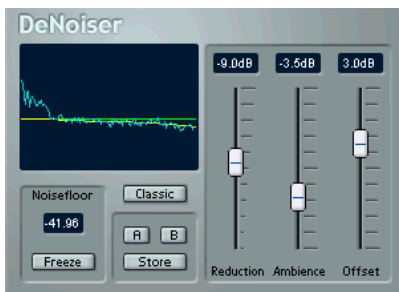 DeNoiser
-9.0dB -3.5dB 3.0dB
Noisefloor
-41.96
Freeze
Classic
A B
Store
Reduction Ambience Offset